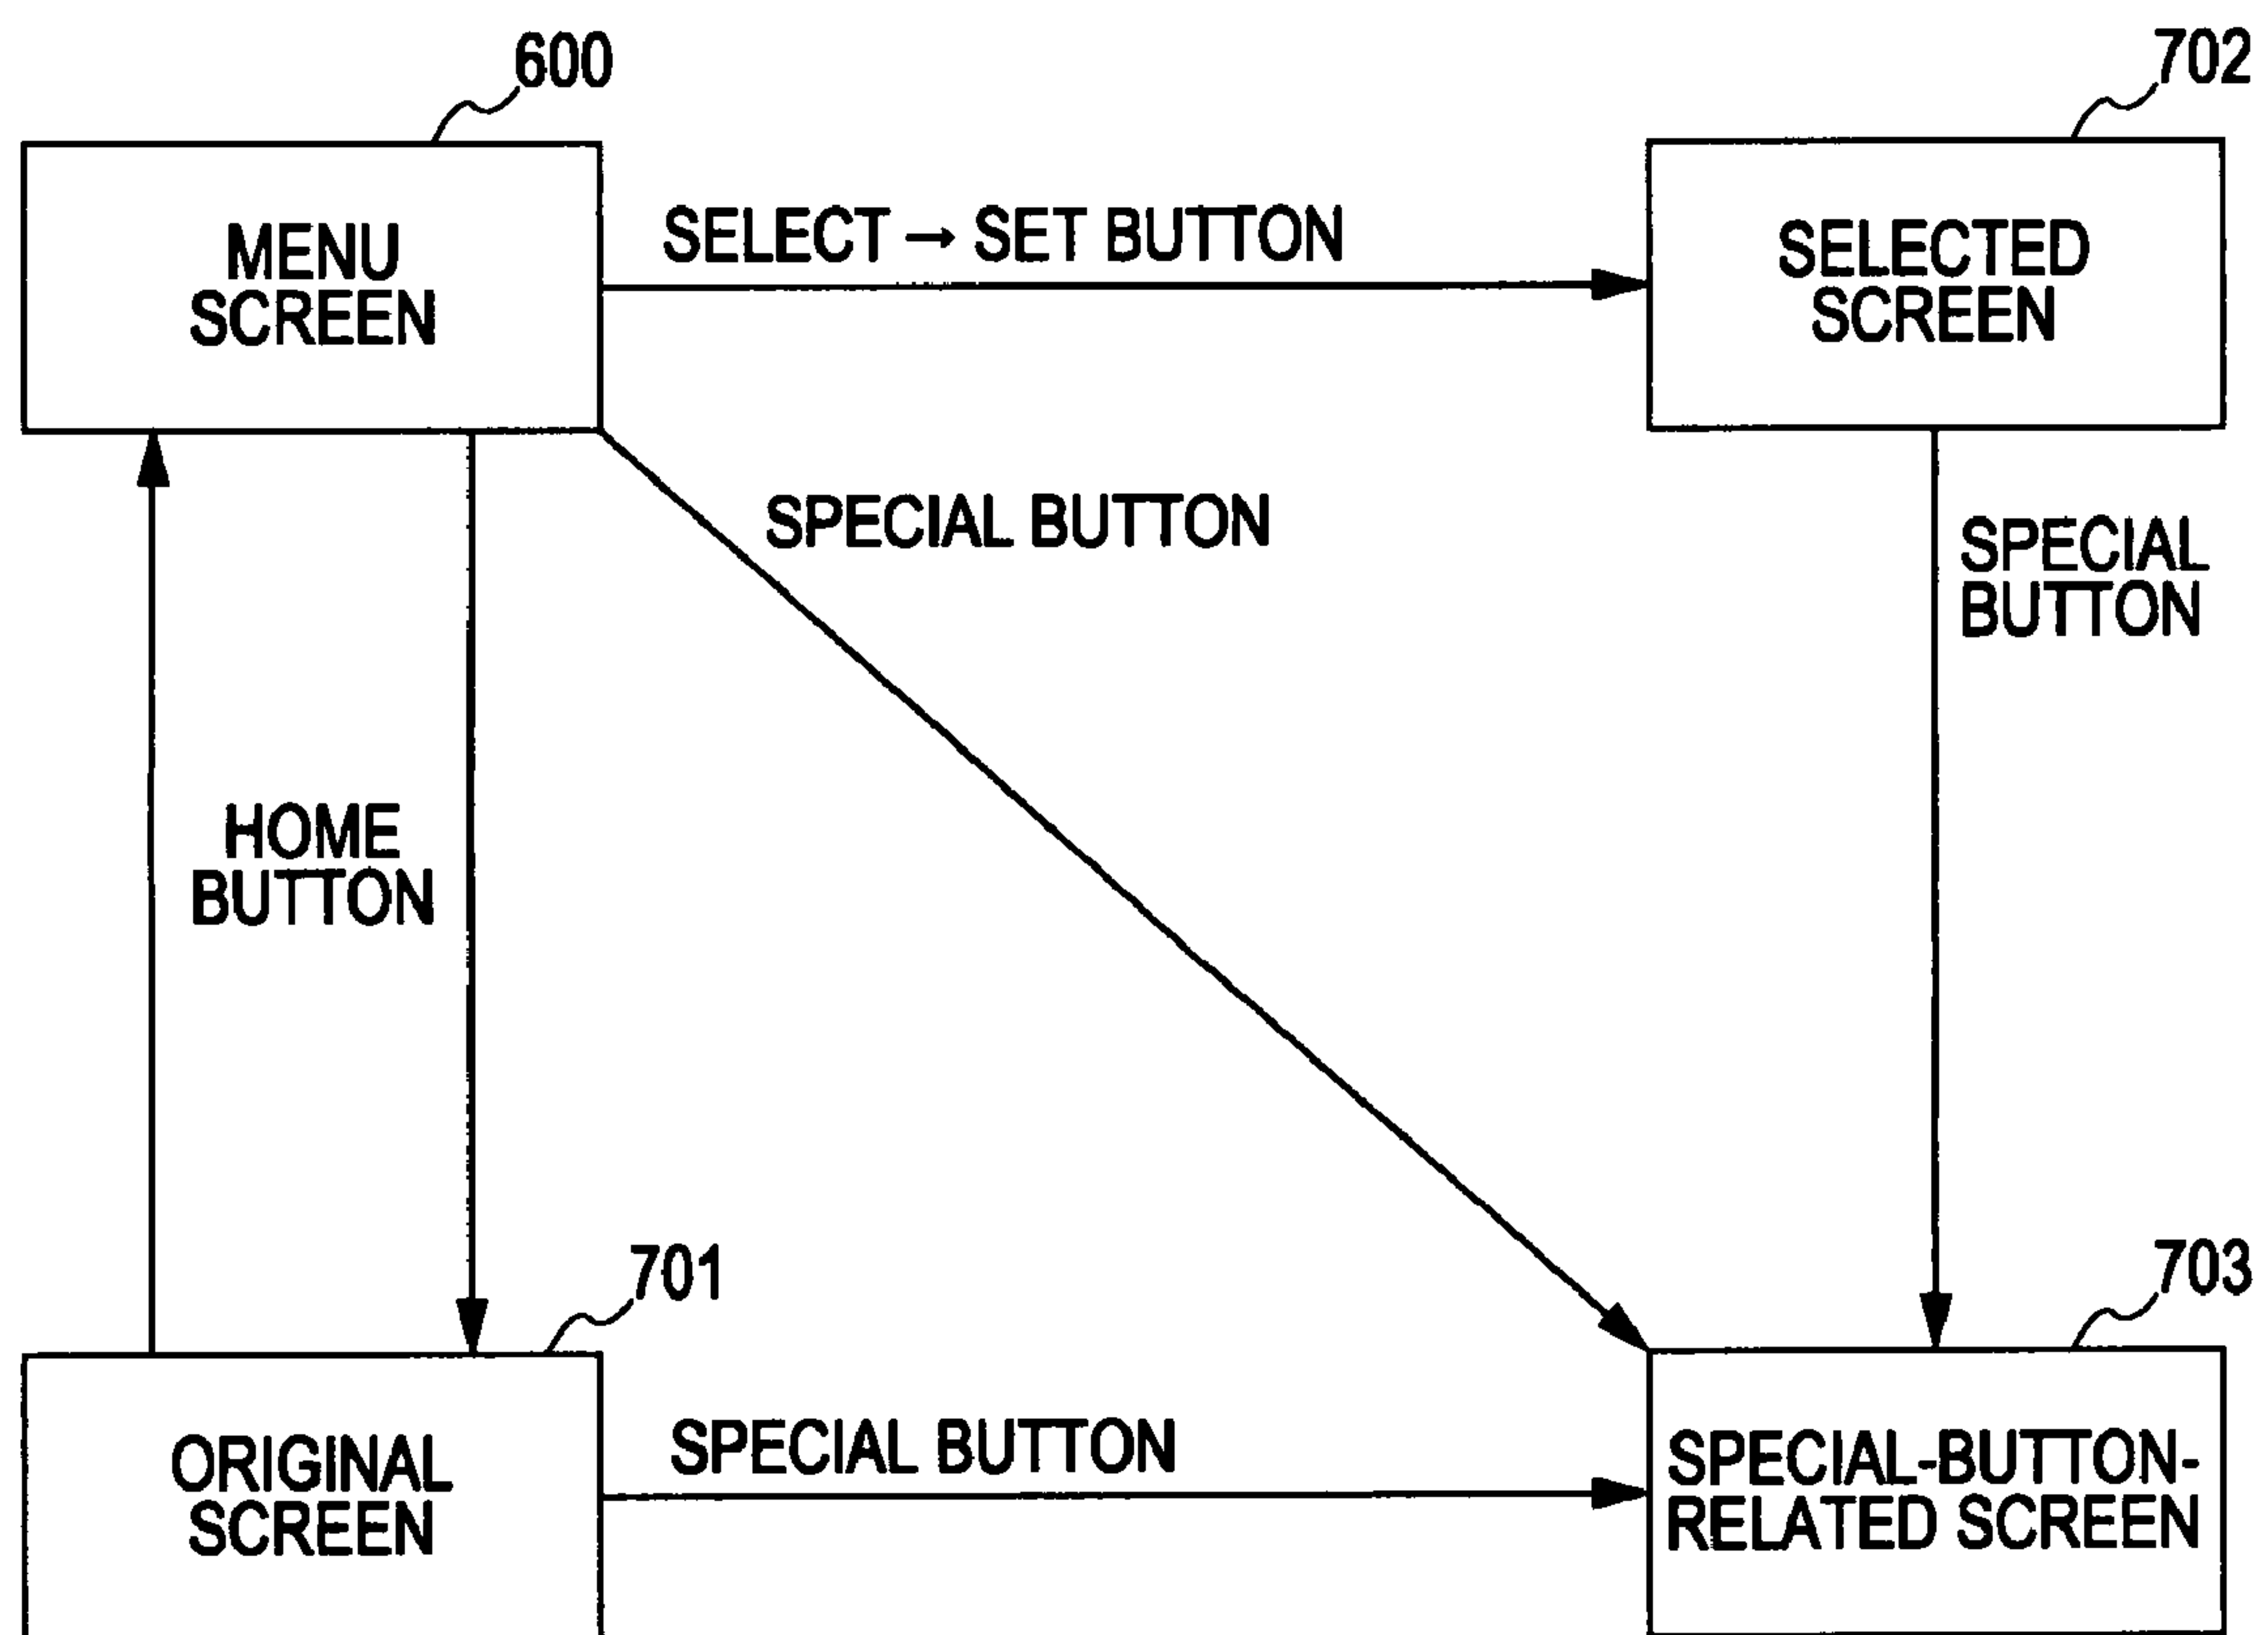 600
702
MENU
SCREEN
SELECT → SET BUTTON
SELECTED
SCREEN
SPECIAL BUTTON
SPECIAL
BUTTON
HOME
BUTTON
701
703
ORIGINAL
SCREEN
SPECIAL BUTTON
SPECIAL-BUTTON-
RELATED SCREEN